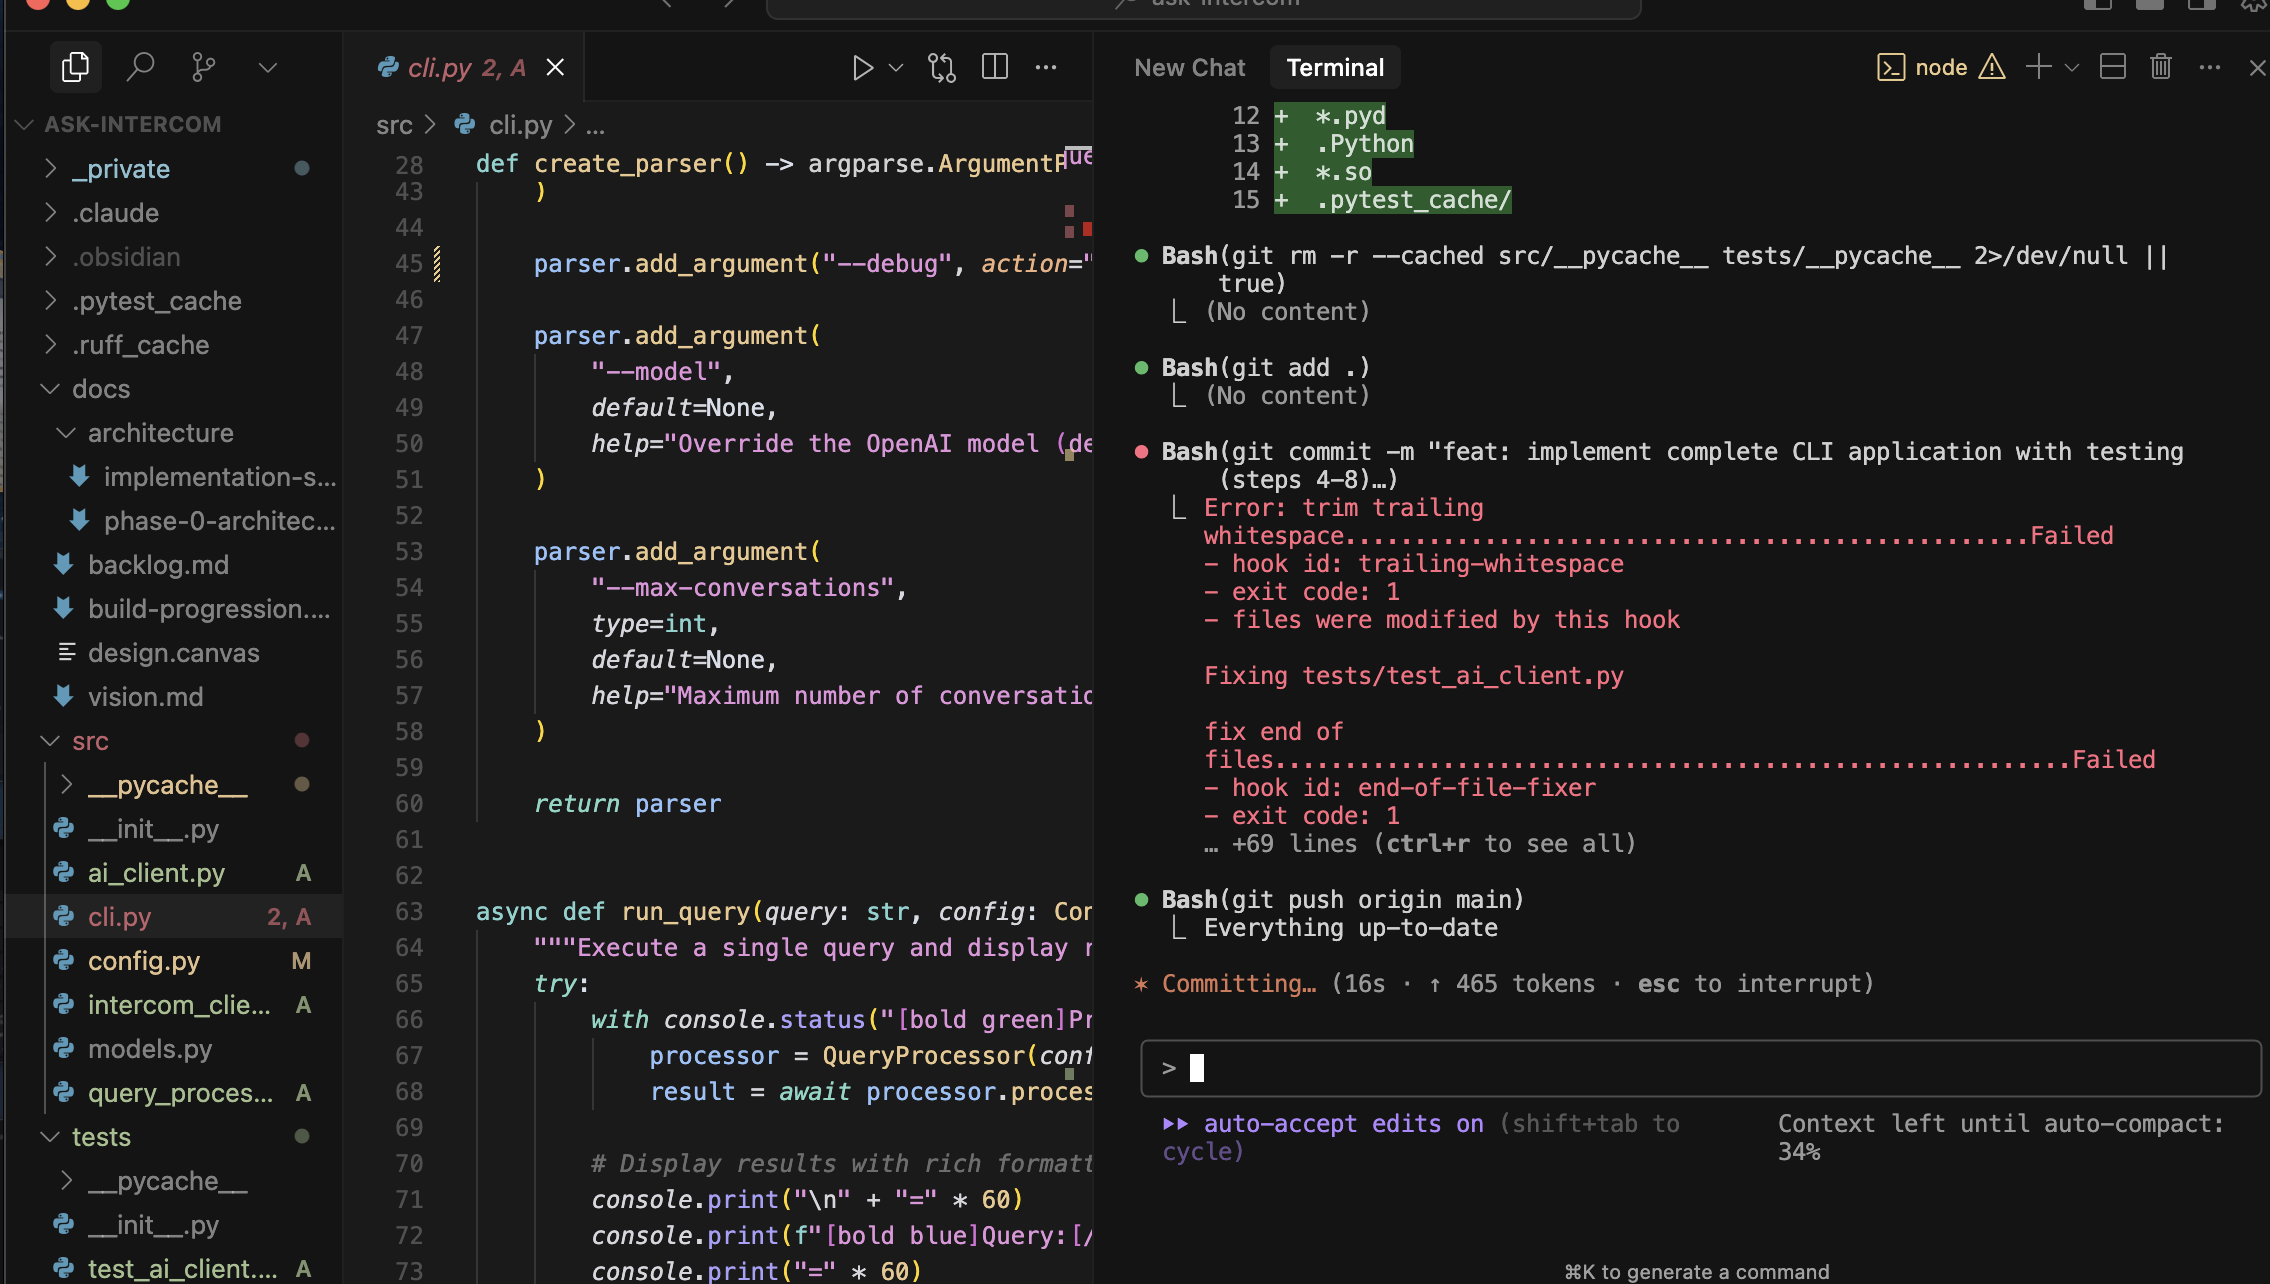 ask-intercom
cli.py 2, A
New Chat
Terminal
node
ASK-INTERCOM
_private
.claude
.obsidian
.pytest_cache
.ruff_cache
docs
architecture
implementation-s...
phase-0-architec...
backlog.md
build-progression....
design.canvas
vision.md
src
__pycache__
__init__.py
ai_client.py A
cli.py 2, A
config.py M
intercom_clie... A
models.py
query_proces... A
tests
__pycache__
__init__.py
test_ai_client.... A
src > cli.py > ...
28 def create_parser() -> argparse.ArgumentP
43 )
44
45 parser.add_argument("--debug", action="
46
47 parser.add_argument(
48 "--model",
49 default=None,
50 help="Override the OpenAI model (de
51 )
52
53 parser.add_argument(
54 "--max-conversations",
55 type=int,
56 default=None,
57 help="Maximum number of conversatio
58 )
59
60 return parser
61
62
63 async def run_query(query: str, config: Con
64 """Execute a single query and display r
65 try:
66 with console.status("[bold green]Pr
67 processor = QueryProcessor(conf
68 result = await processor.proces
69
70 # Display results with rich formatt
71 console.print("\n" + "=" * 60)
72 console.print(f"[bold blue]Query:[/
73 console.print("=" * 60)
12 + *.pyd
13 + .Python
14 + *.so
15 + .pytest_cache/
Bash(git rm -r --cached src/__pycache__ tests/__pycache__ 2>/dev/null ||
true)
(No content)
Bash(git add .)
(No content)
Bash(git commit -m "feat: implement complete CLI application with testing
(steps 4-8)…)
Error: trim trailing
whitespace.................................................Failed
- hook id: trailing-whitespace
- exit code: 1
- files were modified by this hook
Fixing tests/test_ai_client.py
fix end of
files.........................................................Failed
- hook id: end-of-file-fixer
- exit code: 1
… +69 lines (ctrl+r to see all)
Bash(git push origin main)
Everything up-to-date
✶ Committing… (16s · ↑ 465 tokens · esc to interrupt)
>
auto-accept edits on (shift+tab to
cycle)
Context left until auto-compact:
34%
⌘K to generate a command